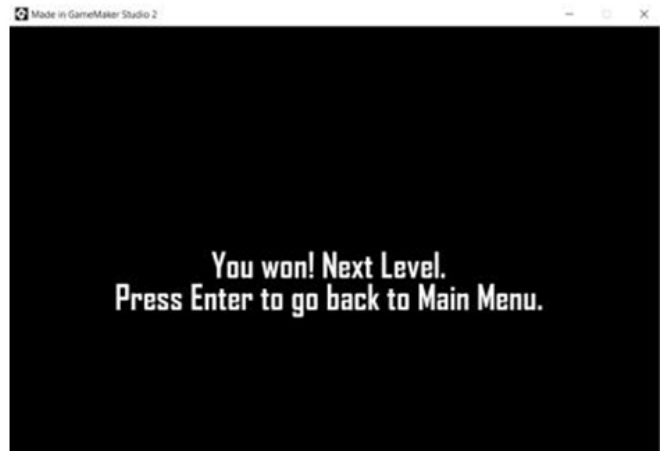 Made in GameMaker Studio 2
You won! Next Level.
Press Enter to go back to Main Menu.